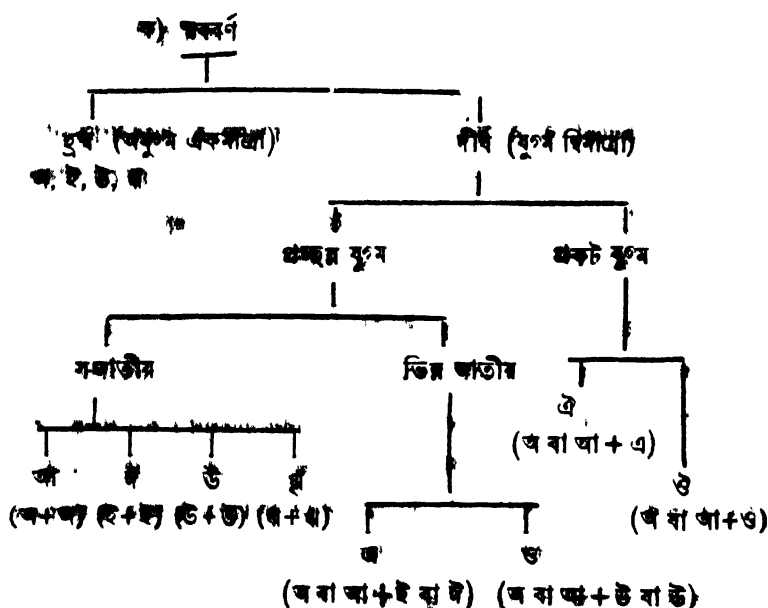 ক) স্বরবর্ণ
হ্রস্ব (অযুগ্ম একমাত্রা) দীর্ঘ (যুগ্ম দ্বিমাত্রা)
অ, ই, উ, ঋ
প্রচ্ছন্ন যুগ্ম প্রকট যুগ্ম
সজাতীয় ভিন্ন জাতীয়
ঐ
(অ বা আ + এ)
আ ঈ ঊ ৠ ঔ
(অ+অ) (ই+ই) (উ+উ) (ঋ+ঋ) (অ বা আ+ও)
এ ও
(অ বা আ+ই বা ঈ) (অ বা আ+উ বা ঊ)